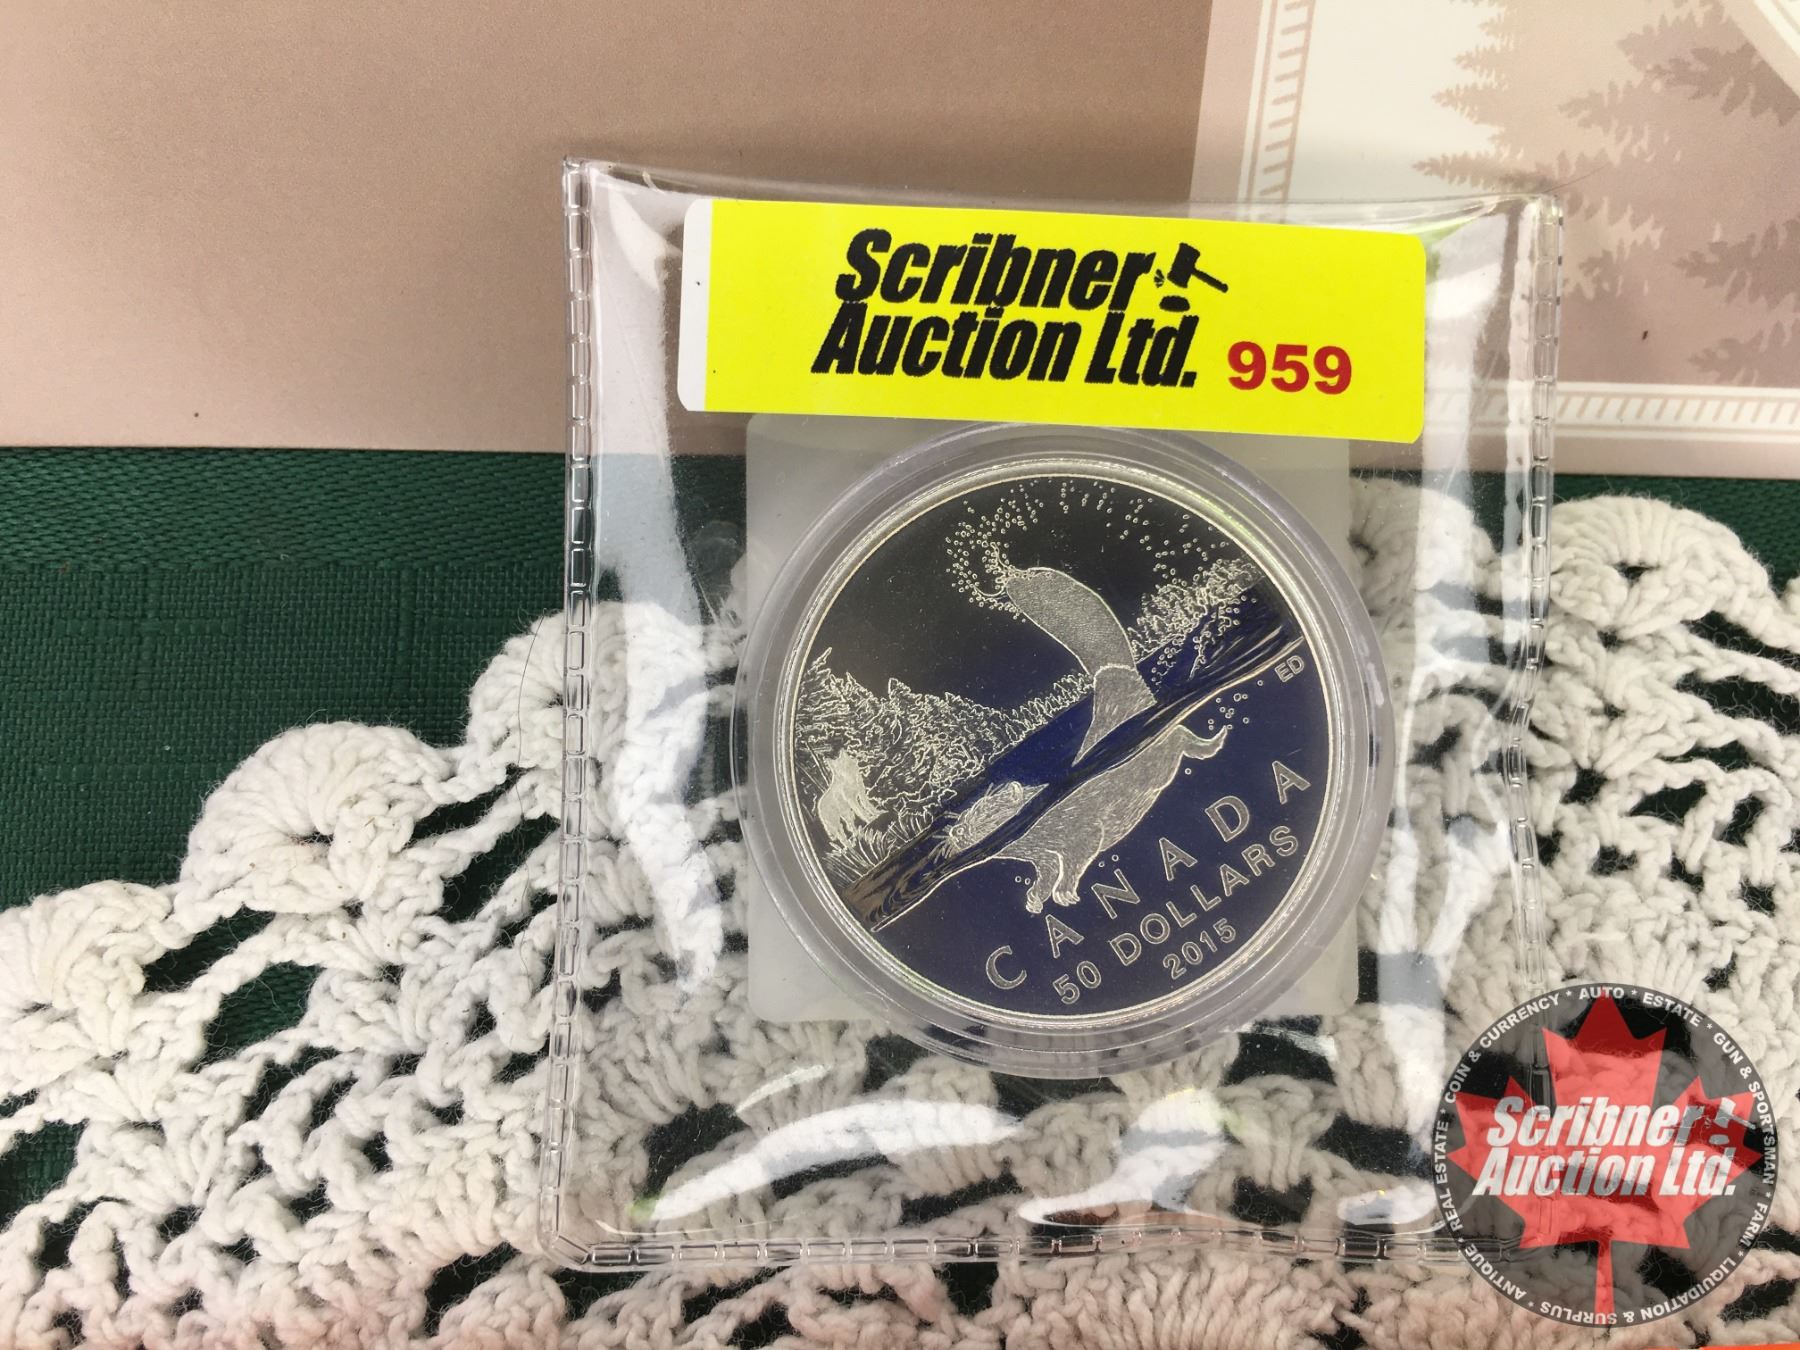 Scribner
Auction Ltd. 959
ED
CANADA
50 DOLLARS
2015
REAL ESTATE * COIN & CURRENCY * AUTO * ESTATE * GUN & SPORTSMAN * FARM * LIQUIDATION & SURPLUS * ANTIQUE *
Scribner
Auction Ltd.